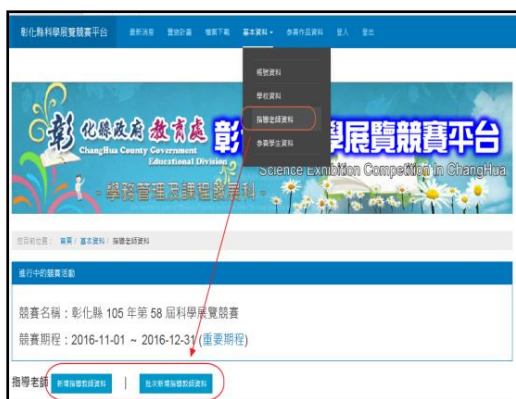 彰化縣科學展覽競賽平台 最新消息 實施計畫 檔案下載 基本資料 參賽作品資料 登入 登出
帳號資料
學校資料
指導老師資料
參賽學生資料
彰化縣政府教育處
ChangHua County Government
Educational Division
彰 學展覽競賽平台
Science Exhibition Competition In ChangHua
- 學務管理及課程發展科 -
您目前位置： 首頁 / 基本資料 / 指導老師資料
進行中的競賽活動
競賽名稱：彰化縣 105 年第 58 屆科學展覽競賽
競賽期程：2016-11-01 ~ 2016-12-31 (重要期程)
指導老師 新增指導教師資料 | 批次新增指導教師資料